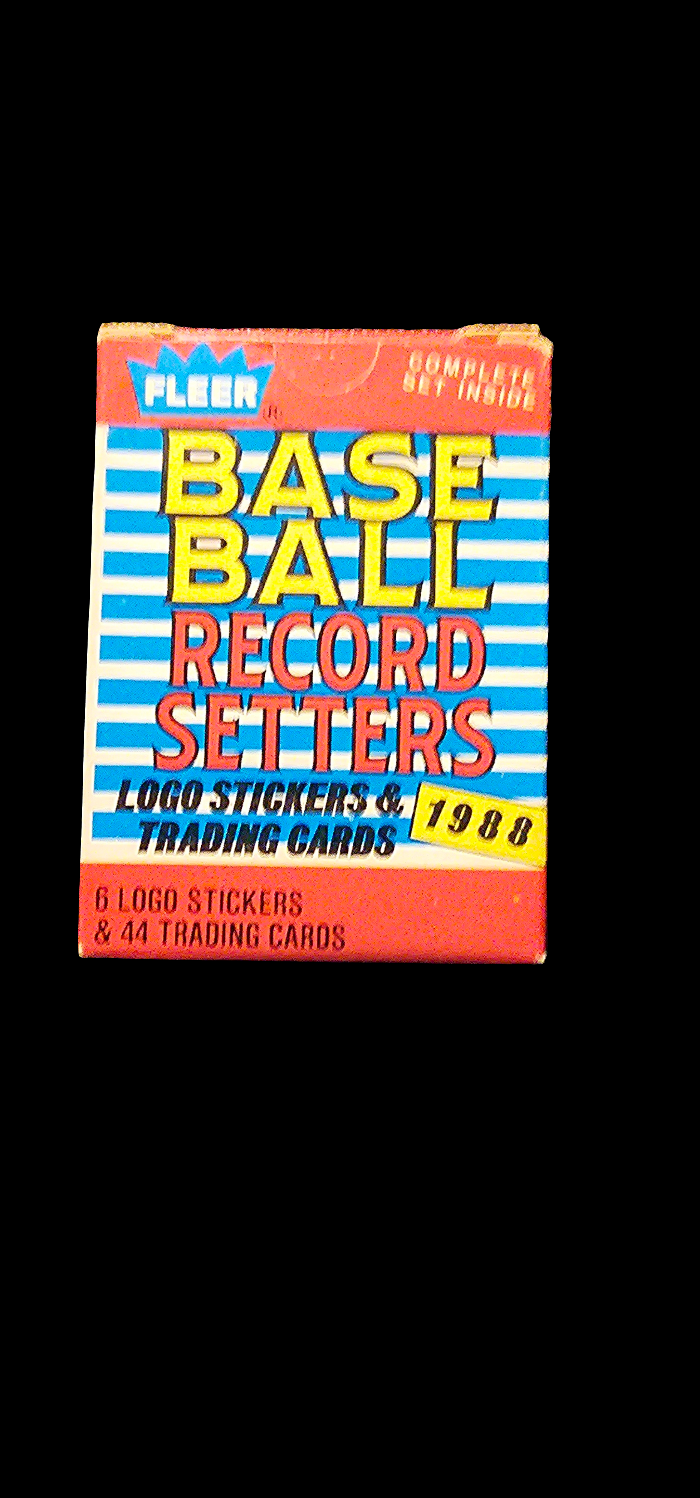 FLEER®
COMPLETE
SET INSIDE
BASE
BALL
RECORD
SETTERS
LOGO STICKERS &
TRADING CARDS
1988
6 LOGO STICKERS
& 44 TRADING CARDS